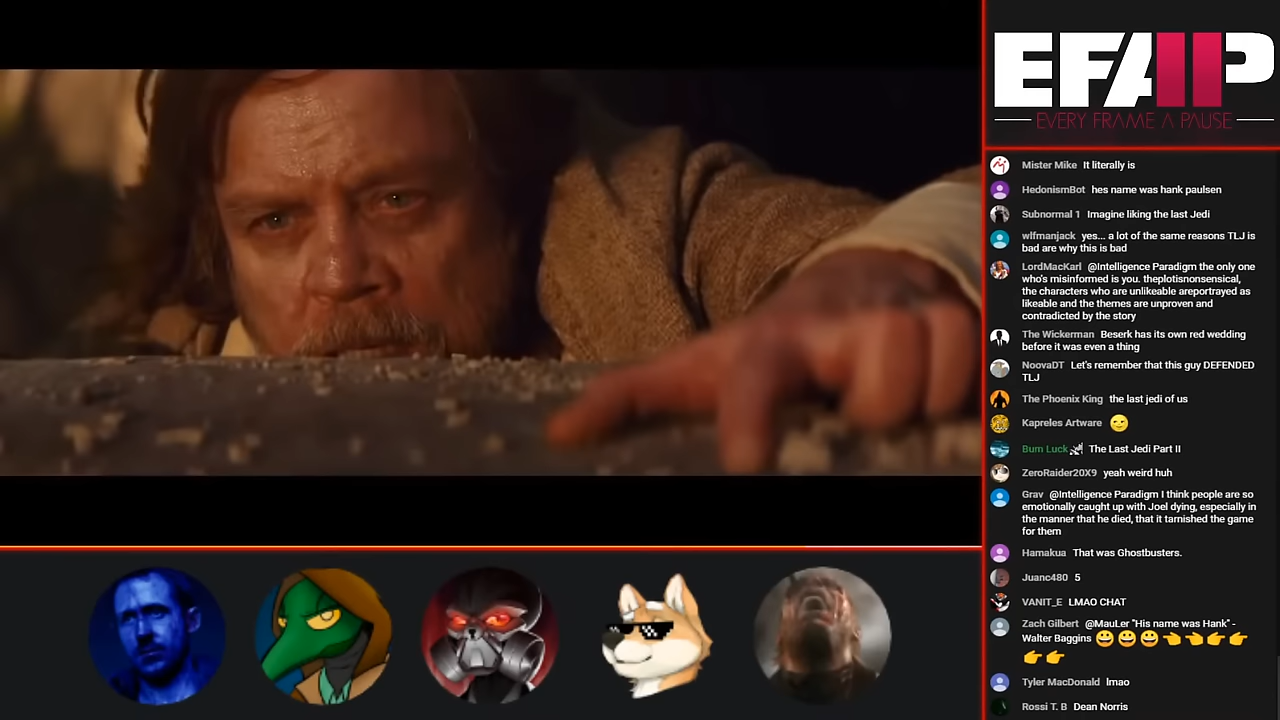 EFAP
EVERY FRAME A PAUSE
Mister Mike It literally is
HedonismBot hes name was hank paulsen
Subnormal 1 Imagine liking the last Jedi
wlfmanjack yes... a lot of the same reasons TLJ is
bad are why this is bad
LordMacKarl @Intelligence Paradigm the only one
who's misinformed is you. theplotisnonsensical,
the characters who are unlikeable areportrayed as
likeable and the themes are unproven and
contradicted by the story
The Wickerman Beserk has its own red wedding
before it was even a thing
NoovaDT Let's remember that this guy DEFENDED
TLJ
The Phoenix King the last jedi of us
Kapreles Artware 😉
Bum Luck The Last Jedi Part II
ZeroRaider20X9 yeah weird huh
Grav @Intelligence Paradigm I think people are so
emotionally caught up with Joel dying, especially in
the manner that he died, that it tarnished the game
for them
Hamakua That was Ghostbusters.
Juanc480 5
VANIT_E LMAO CHAT
Zach Gilbert @MauLer "His name was Hank" -
Walter Baggins 😀😀😀👈👈👉👉
👉👉
Tyler MacDonald lmao
Rossi T. B Dean Norris